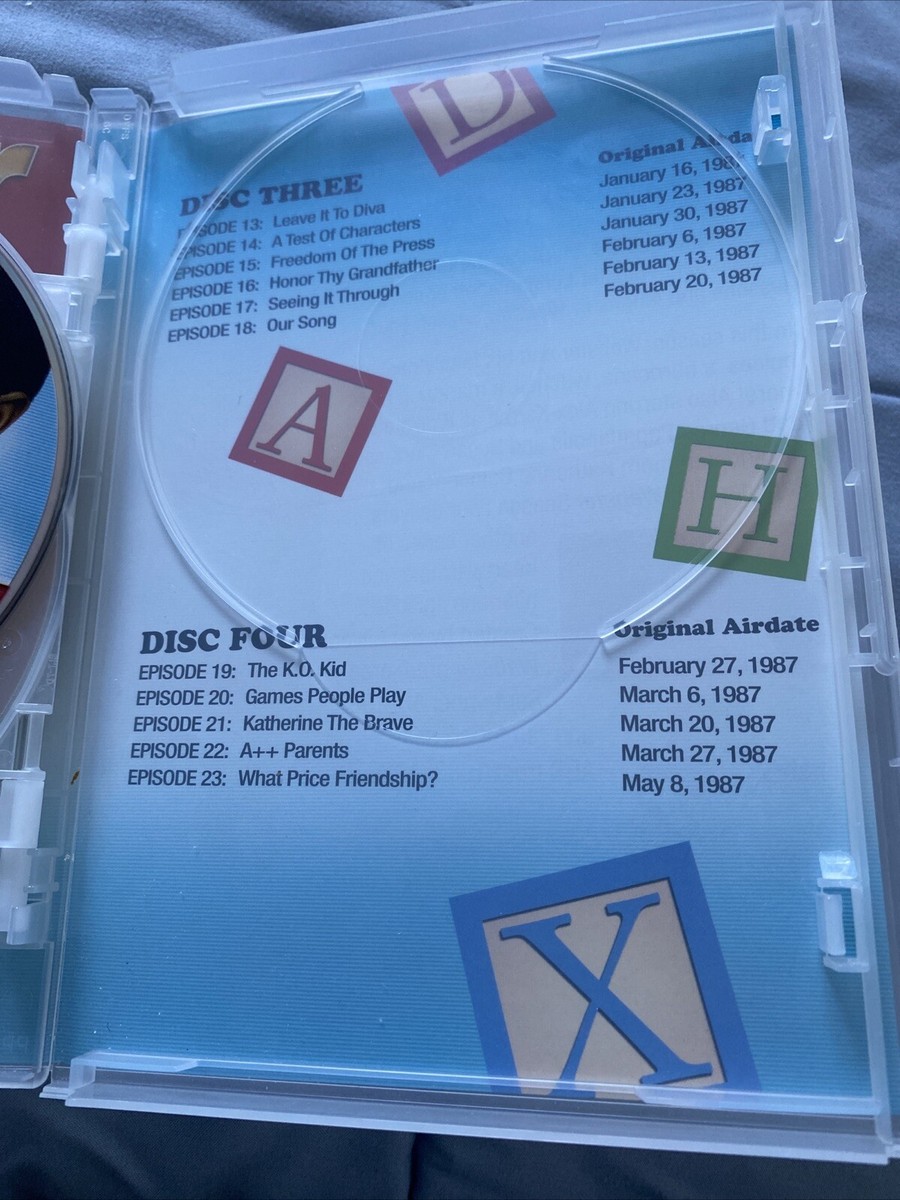 D
DISC THREE
Original Airda
EPISODE 13: Leave It To Diva January 16, 1987
EPISODE 14: A Test Of Characters January 23, 1987
EPISODE 15: Freedom Of The Press January 30, 1987
EPISODE 16: Honor Thy Grandfather February 6, 1987
EPISODE 17: Seeing It Through February 13, 1987
EPISODE 18: Our Song February 20, 1987
A
H
DISC FOUR Original Airdate
EPISODE 19: The K.O. Kid February 27, 1987
EPISODE 20: Games People Play March 6, 1987
EPISODE 21: Katherine The Brave March 20, 1987
EPISODE 22: A++ Parents March 27, 1987
EPISODE 23: What Price Friendship? May 8, 1987
X